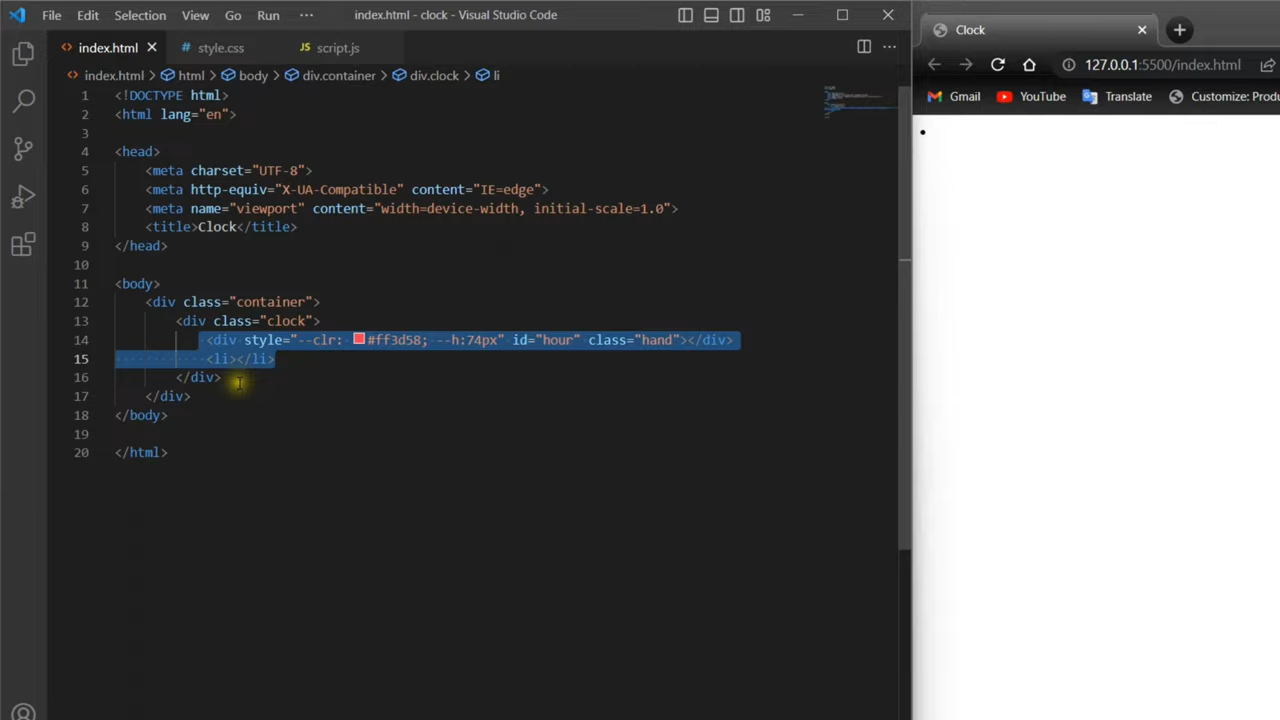 File Edit Selection View Go Run ··· index.html - clock - Visual Studio Code
index.html # style.css JS script.js
index.html > html > body > div.container > div.clock > li
1 <!DOCTYPE html>
2 <html lang="en">
3
4 <head>
5 <meta charset="UTF-8">
6 <meta http-equiv="X-UA-Compatible" content="IE=edge">
7 <meta name="viewport" content="width=device-width, initial-scale=1.0">
8 <title>Clock</title>
9 </head>
10
11 <body>
12 <div class="container">
13 <div class="clock">
14 <div style="--clr: #ff3d58; --h:74px" id="hour" class="hand"></div>
15 <li></li>
16 </div>
17 </div>
18 </body>
19
20 </html>
Clock
127.0.0.1:5500/index.html
Gmail YouTube Translate Customize: Produ